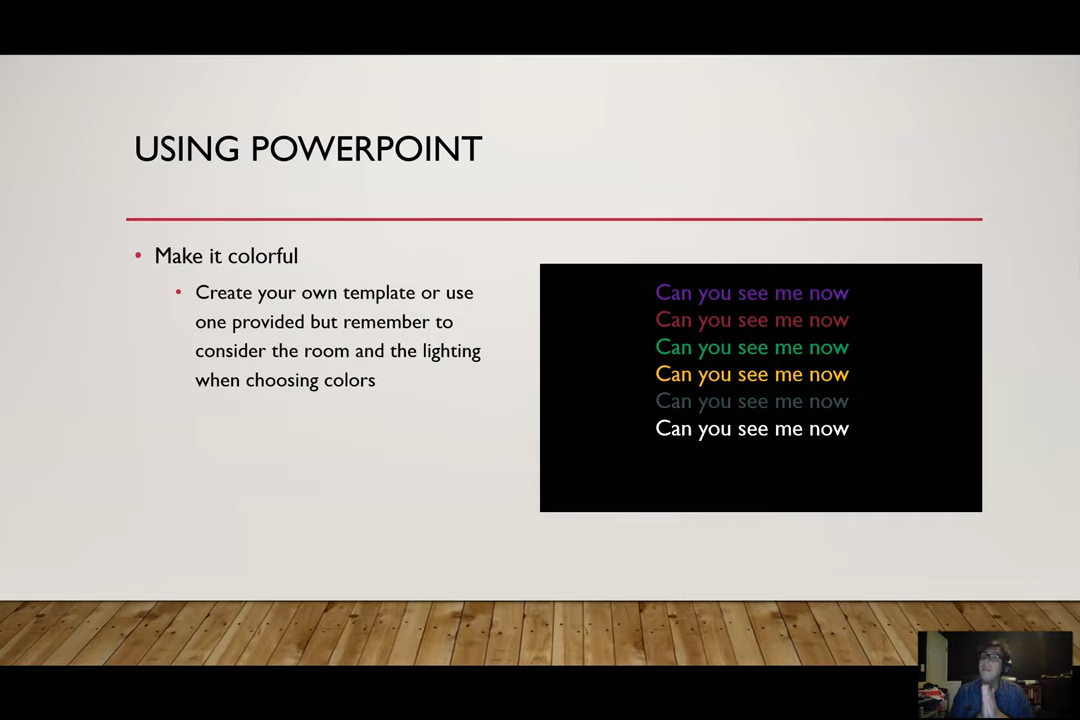 USING POWERPOINT
• Make it colorful
• Create your own template or use
one provided but remember to
consider the room and the lighting
when choosing colors
Can you see me now
Can you see me now
Can you see me now
Can you see me now
Can you see me now
Can you see me now